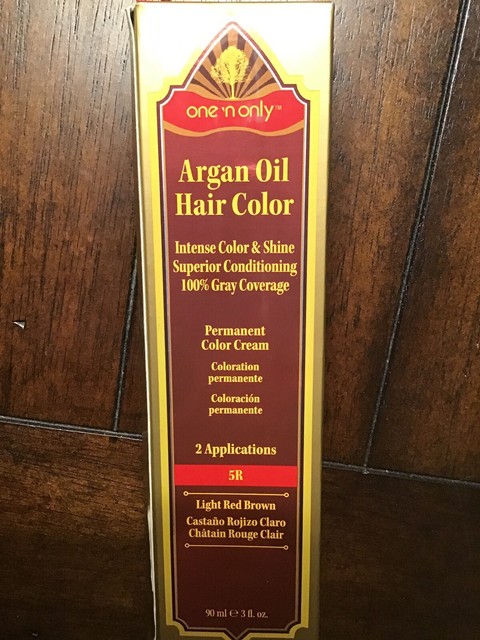 one 'n only™
Argan Oil
Hair Color
Intense Color & Shine
Superior Conditioning
100% Gray Coverage
Permanent
Color Cream
Coloration
permanente
Coloración
permanente
2 Applications
5R
Light Red Brown
Castaño Rojizo Claro
Châtain Rouge Clair
90 ml ℮ 3 fl. oz.